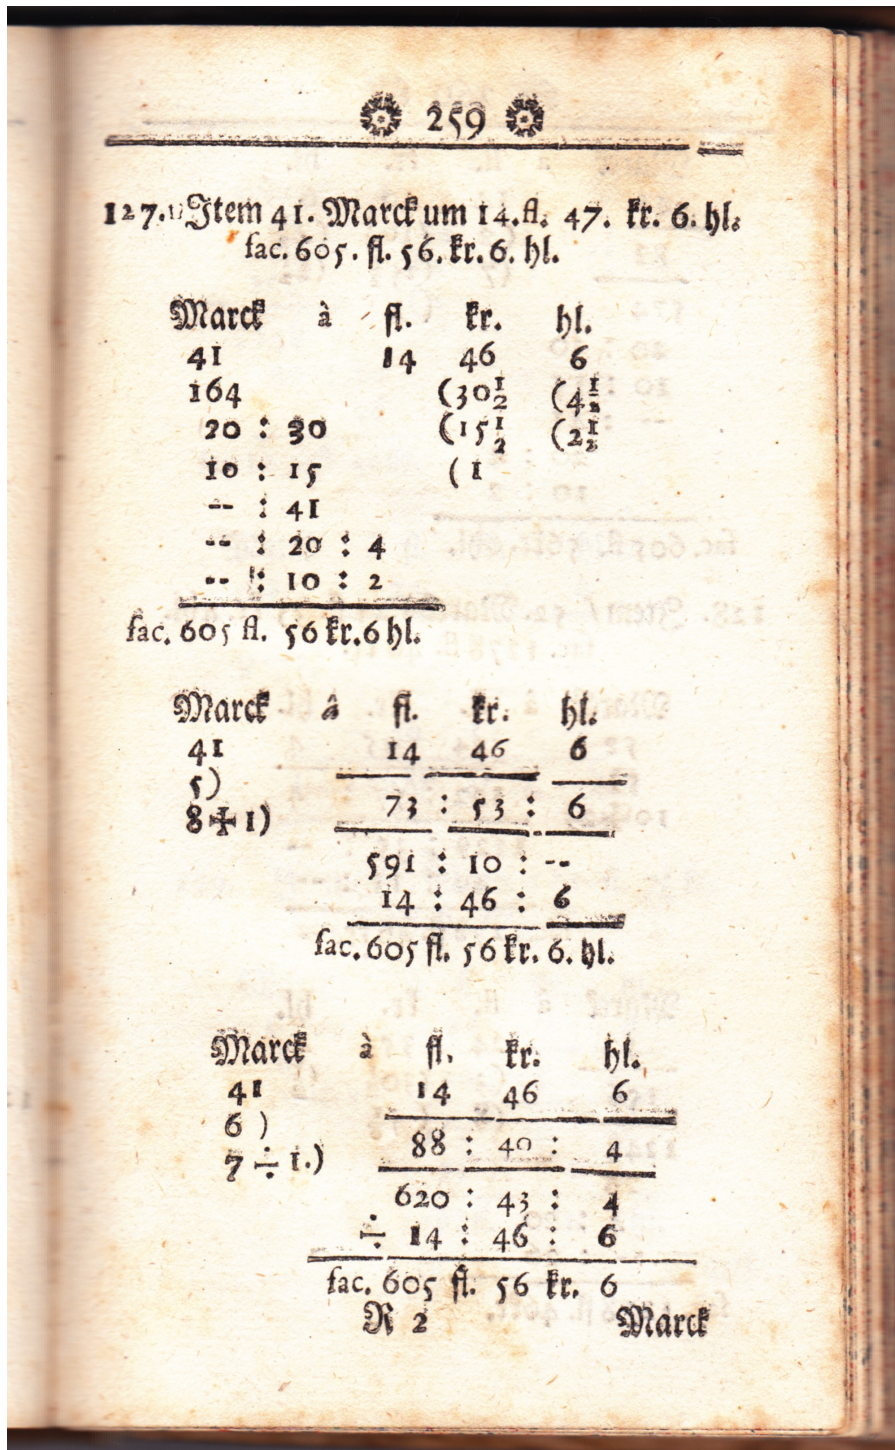 259
127. Item 41. Marck um 14. fl. 47. kr. 6. hl.
fac. 605. fl. 56. kr. 6. hl.
Marck à fl. kr. hl.
41 14 46 6
164 (30½ (4½
20 : 30 (15½ (2½
10 : 15 (1
-- : 41
-- : 20 : 4
-- : 10 : 2
fac. 605 fl. 56 kr. 6 hl.
Marck â fl. kr. hl.
41 14 46 6
5)
73 : 53 : 6
8+1)
591 : 10 : --
14 : 46 : 6
fac. 605 fl. 56 kr. 6. hl.
Marck à fl. kr. hl.
41 14 46 6
6 )
88 : 40 : 4
7 ÷ 1.)
620 : 43 : 4
÷ 14 : 46 : 6
fac. 605 fl. 56 kr. 6
R 2 Marck